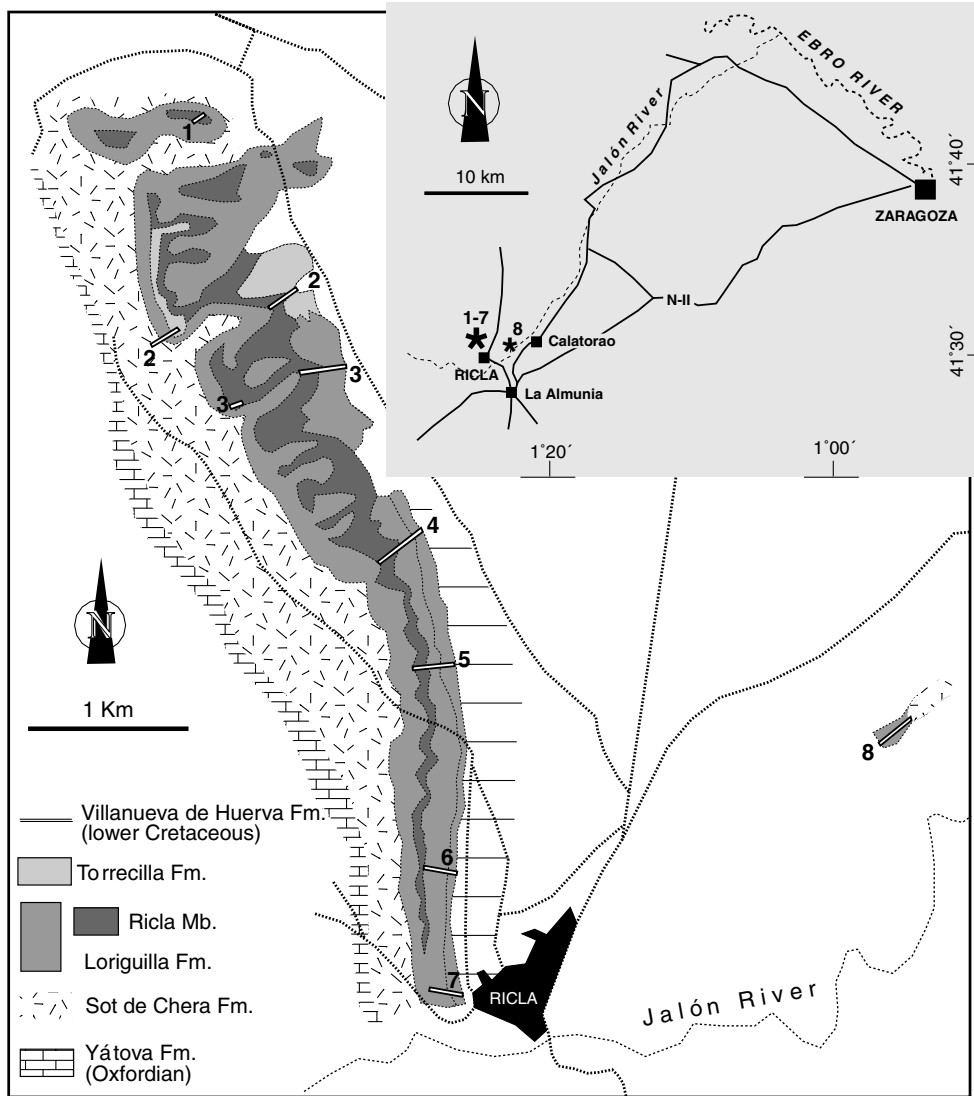 N
10 km
EBRO RIVER
Jalón River
41˚40´
ZARAGOZA
N-II
1-7
8
Calatorao
RICLA
41˚30´
La Almunia
1˚20´
1˚00´
1
2
2
3
3
4
N
5
1 Km
8
6
7
RICLA
Jalón River
Villanueva de Huerva Fm.
(lower Cretaceous)
Torrecilla Fm.
Ricla Mb.
Loriguilla Fm.
Sot de Chera Fm.
Yátova Fm.
(Oxfordian)